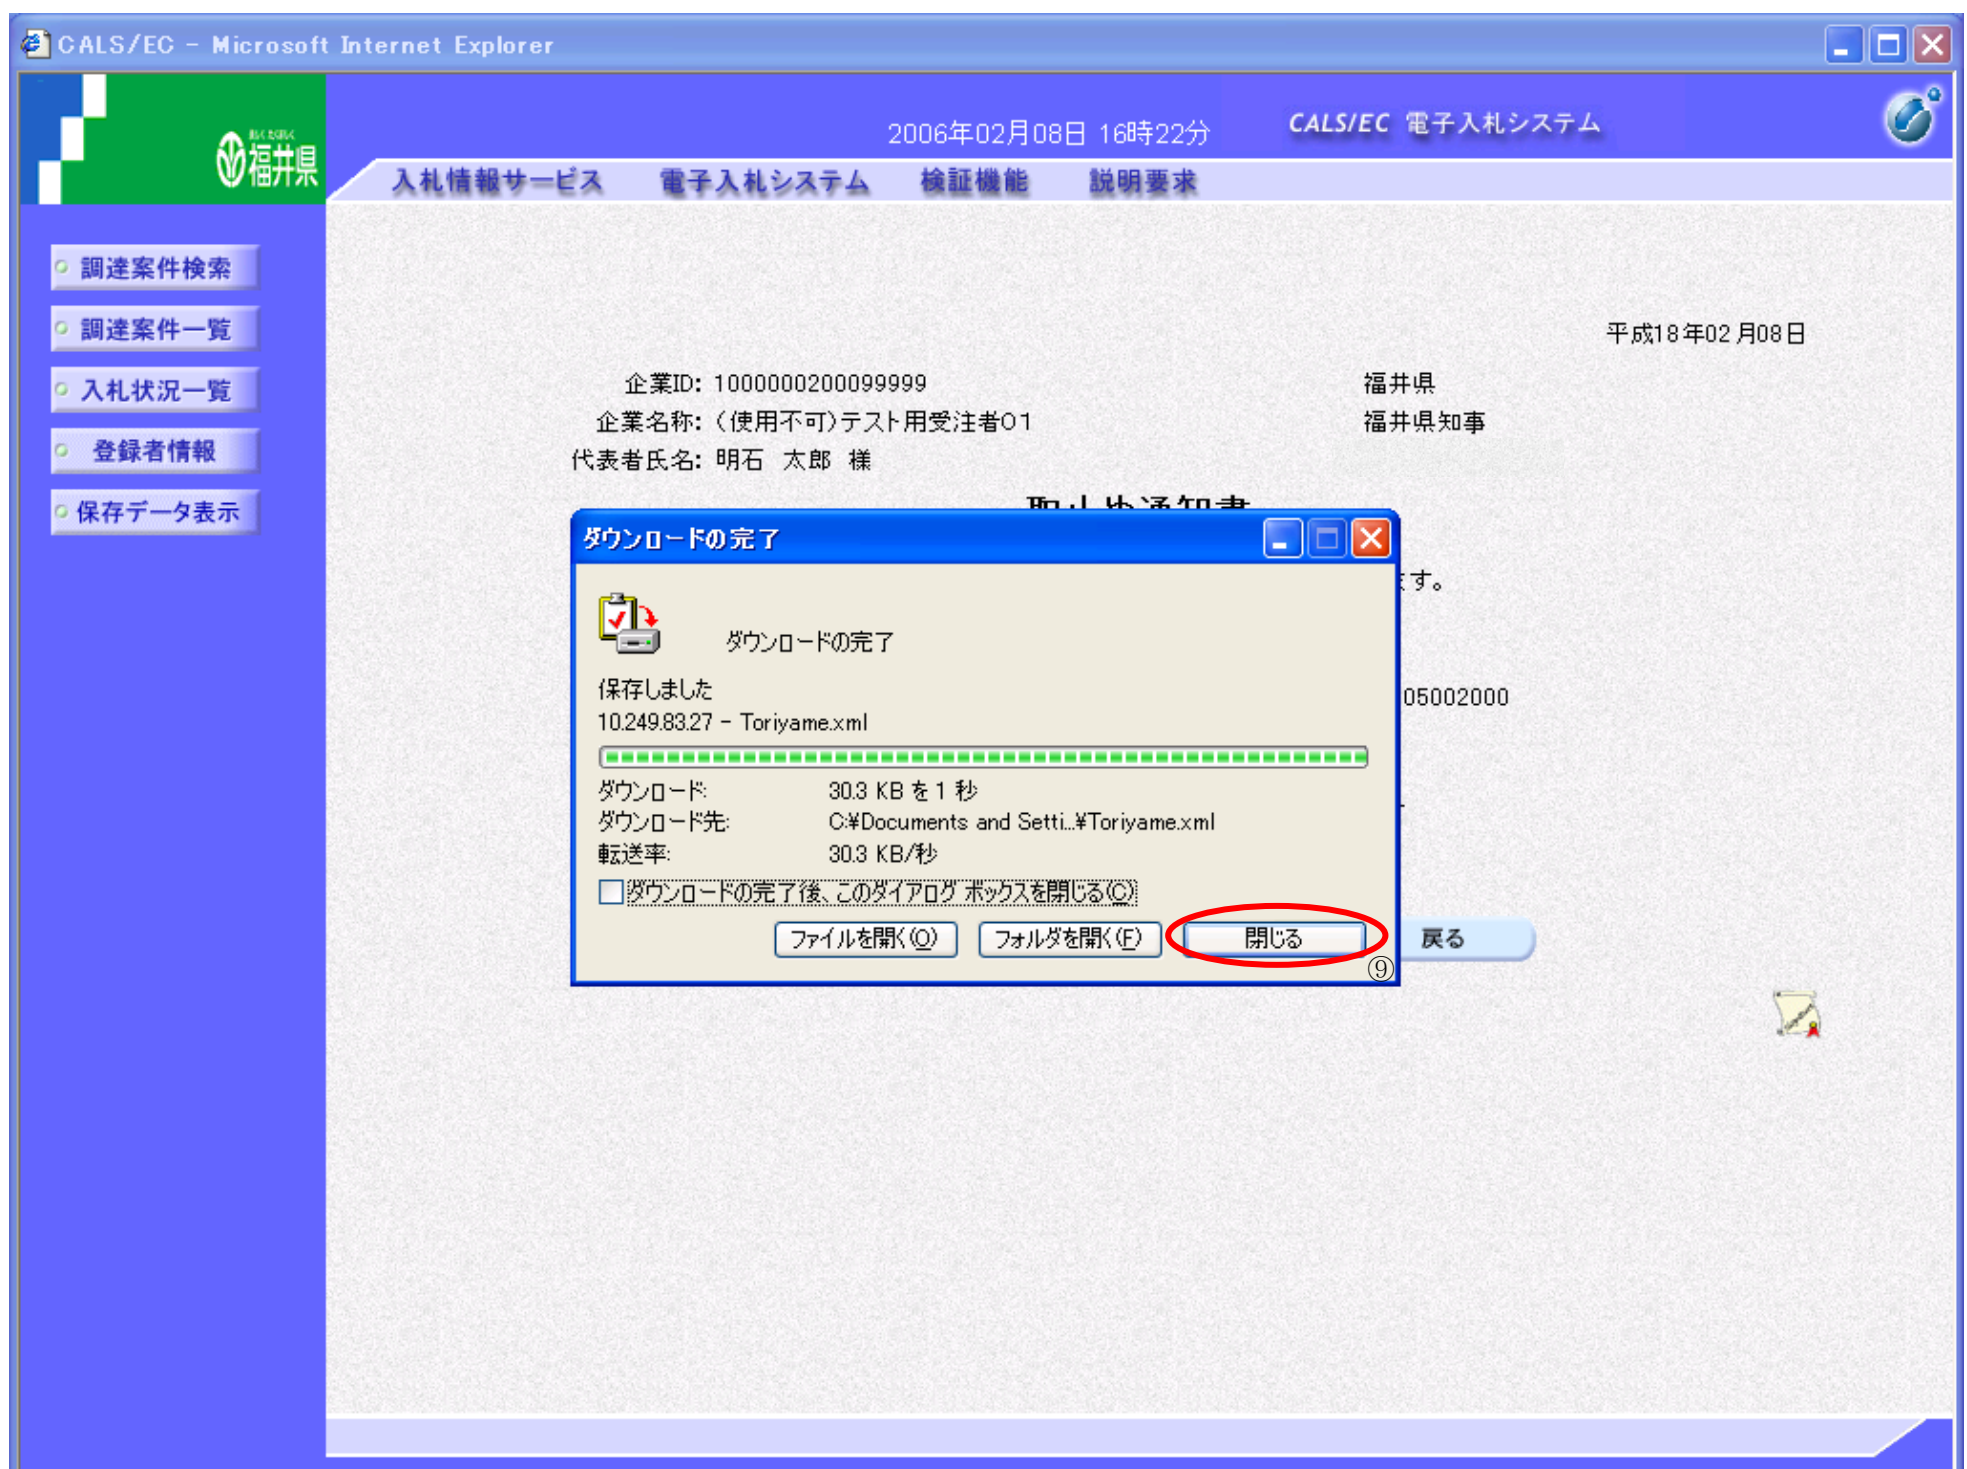 CALS/EC - Microsoft Internet Explorer
福井県
2006年02月08日 16時22分
CALS/EC 電子入札システム
入札情報サービス 電子入札システム 検証機能 説明要求
調達案件検索
調達案件一覧
入札状況一覧
登録者情報
保存データ表示
平成18年02月08日
企業ID: 1000000200099999
福井県
企業名称: (使用不可)テスト用受注者01
福井県知事
代表者氏名: 明石 太郎 様
取止め通知書
ます。
05002000
ダウンロードの完了
ダウンロードの完了
保存しました
10.249.83.27 - Toriyame.xml
ダウンロード: 30.3 KB を 1 秒
ダウンロード先: C:¥Documents and Setti...¥Toriyame.xml
転送率: 30.3 KB/秒
ダウンロードの完了後、このダイアログ ボックスを閉じる(C)
ファイルを開く(O) フォルダを開く(F) 閉じる
⑨
戻る